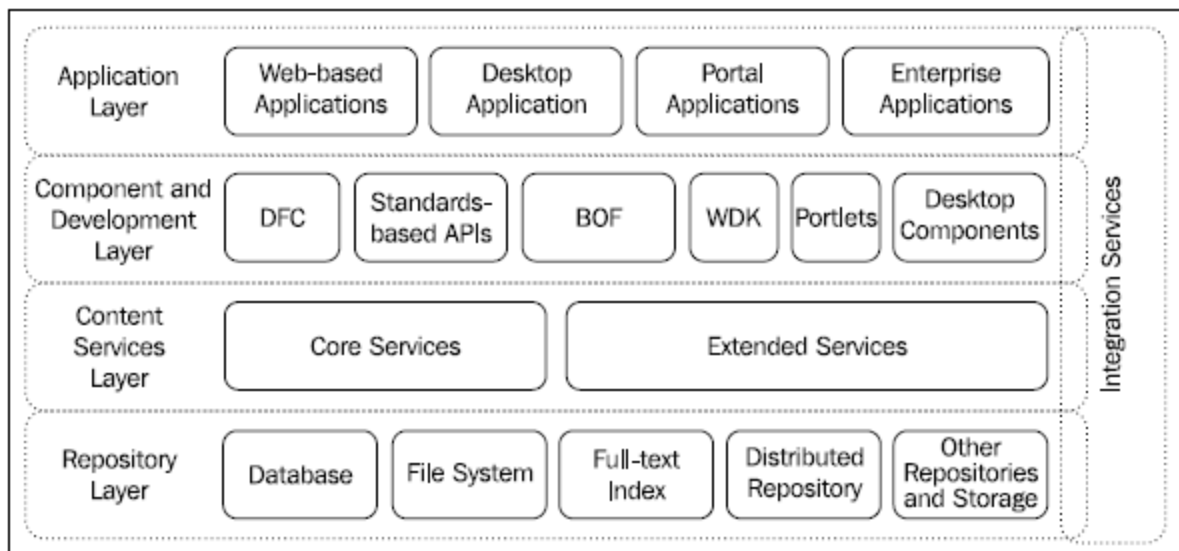 Application
Layer
Web-based
Applications
Desktop
Application
Portal
Applications
Enterprise
Applications
Component and
Development
Layer
DFC
Standards-
based APIs
BOF
WDK
Portlets
Desktop
Components
Content
Services
Layer
Core Services
Extended Services
Repository
Layer
Database
File System
Full-text
Index
Distributed
Repository
Other
Repositories
and Storage
Integration Services